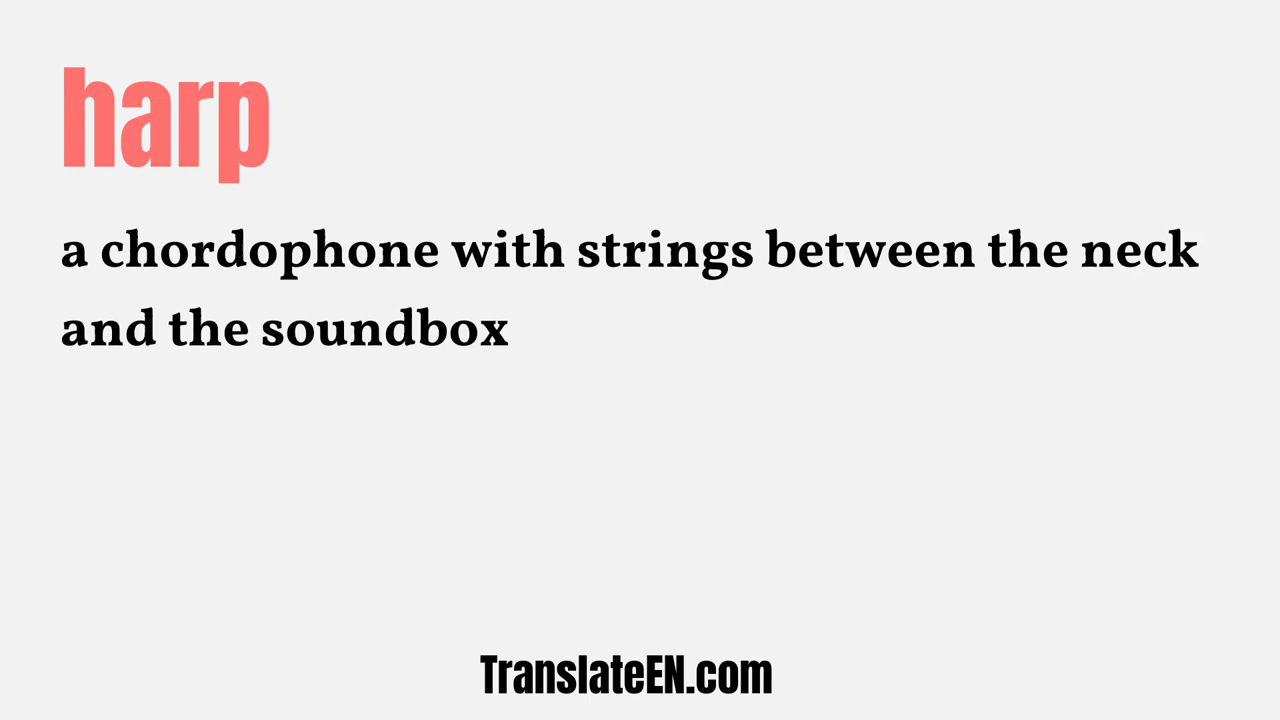 harp
a chordophone with strings between the neck
and the soundbox
TranslateEN.com